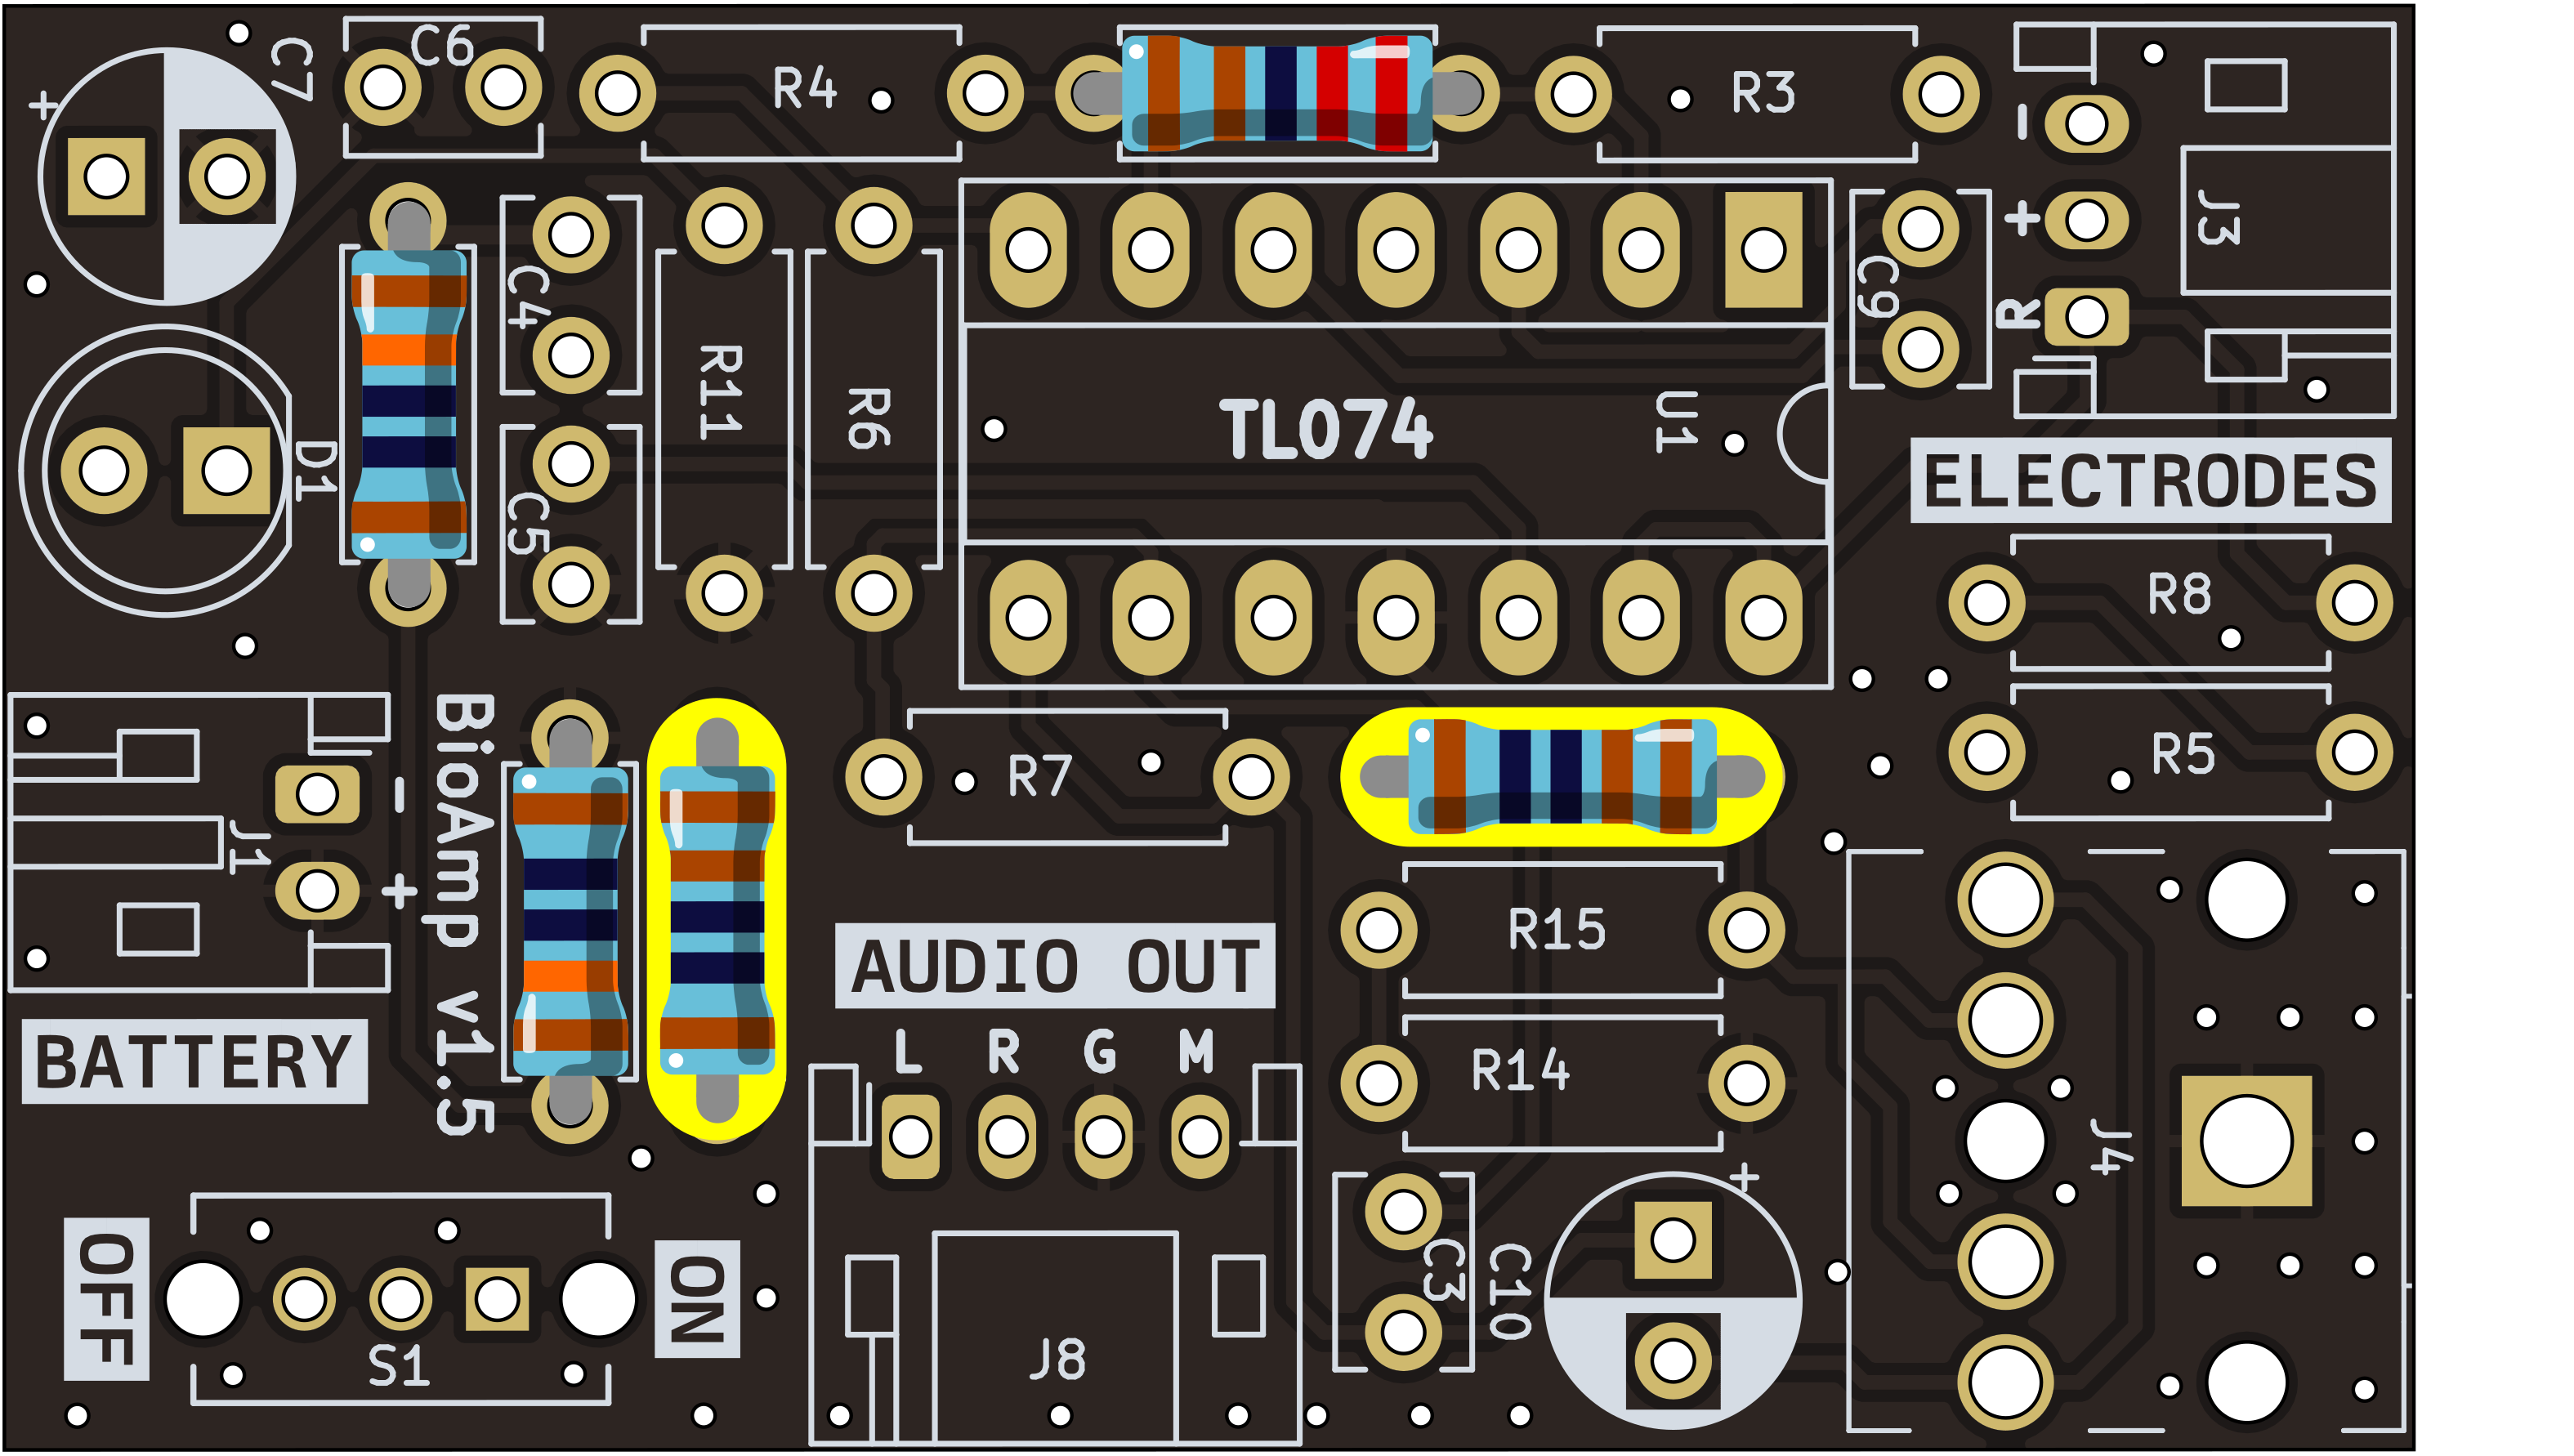 C7
C6
R4
R3
+
-
+
R
J3
C4
C9
R11
R6
TL074
U1
D1
C5
ELECTRODES
R8
R5
BioAmp v1.5
-
+
J1
R7
R15
AUDIO OUT
L R G M
R14
BATTERY
J4
+
C3
C10
OFF
ON
S1
J8